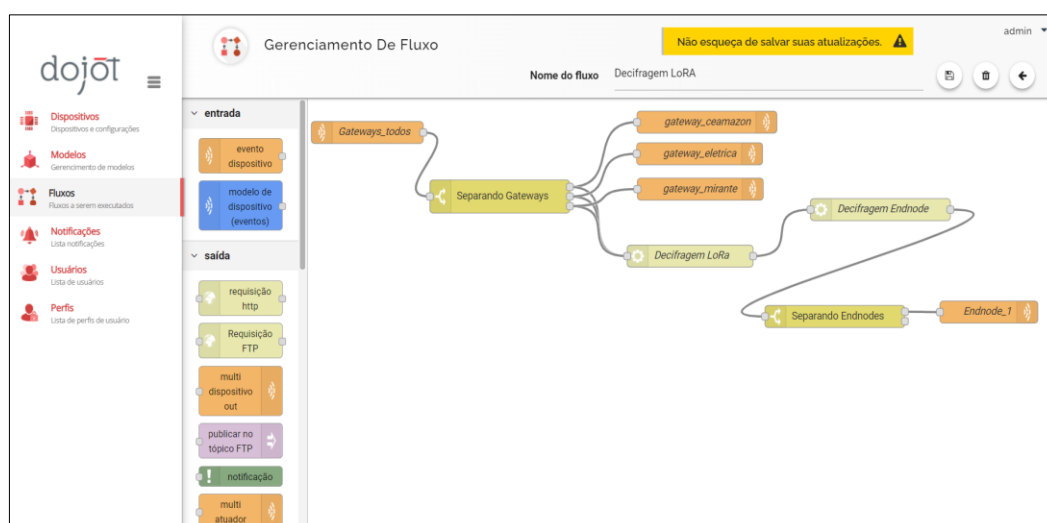 dojot
Gerenciamento De Fluxo
Não esqueça de salvar suas atualizações.
admin
Nome do fluxo
Decifragem LoRA
Dispositivos
Dispositivos e configurações
Modelos
Gerencimento de modelos
Fluxos
Fluxos a serem executados
Notificações
Lista notificações
Usuários
Lista de usuários
Perfis
Lista de perfis de usuário
entrada
evento
dispositivo
modelo de
dispositivo
(eventos)
saída
requisição
http
Requisição
FTP
multi
dispositivo
out
publicar no
tópico FTP
notificação
multi
atuador
Gateways_todos
Separando Gateways
gateway_ceamazon
gateway_eletrica
gateway_mirante
Decifragem LoRa
Decifragem Endnode
Separando Endnodes
Endnode_1